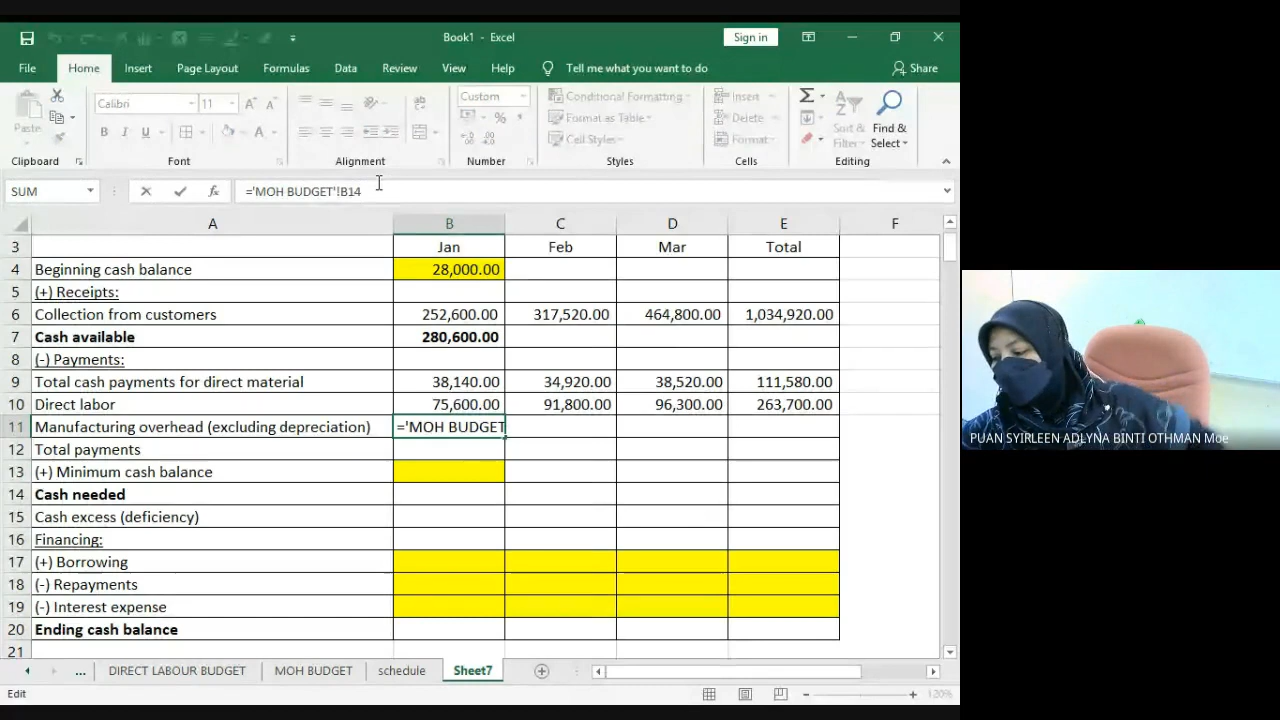 Book1 - Excel
Sign in
File Home Insert Page Layout Formulas Data Review View Help Tell me what you want to do Share
Paste
Calibri 11 A A
B I U A
Custom
% ,
Conditional Formatting
Format as Table
Cell Styles
Insert
Delete
Format
Sort & Filter
Find & Select
Clipboard Font Alignment Number Styles Cells Editing
SUM fx ='MOH BUDGET'!B14
A B C D E F
3 Jan Feb Mar Total
4 Beginning cash balance 28,000.00
5 (+) Receipts:
6 Collection from customers 252,600.00 317,520.00 464,800.00 1,034,920.00
7 Cash available 280,600.00
8 (-) Payments:
9 Total cash payments for direct material 38,140.00 34,920.00 38,520.00 111,580.00
10 Direct labor 75,600.00 91,800.00 96,300.00 263,700.00
11 Manufacturing overhead (excluding depreciation) ='MOH BUDGET
12 Total payments
13 (+) Minimum cash balance
14 Cash needed
15 Cash excess (deficiency)
16 Financing:
17 (+) Borrowing
18 (-) Repayments
19 (-) Interest expense
20 Ending cash balance
21
... DIRECT LABOUR BUDGET MOH BUDGET schedule Sheet7
Edit 120%
PUAN SYIRLEEN ADLYNA BINTI OTHMAN Moe